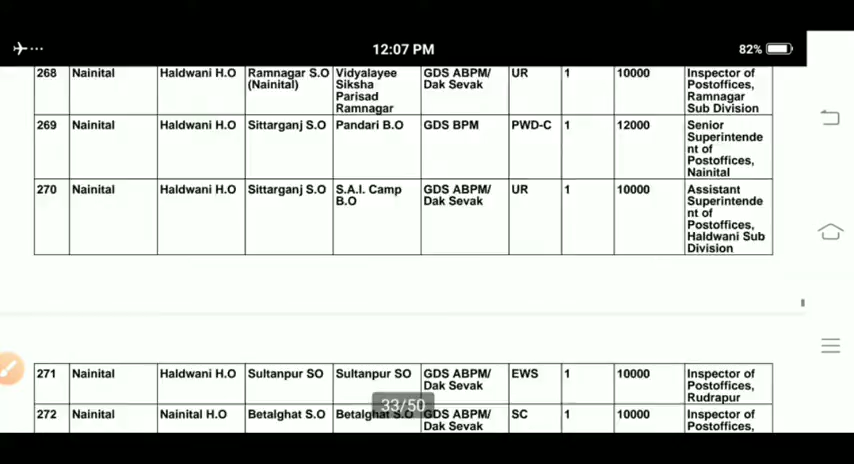 12:07 PM
82%
268 Nainital Haldwani H.O Ramnagar S.O Vidyalayee GDS ABPM/ UR 1 10000 Inspector of
(Nainital) Siksha Dak Sevak Postoffices,
Parisad Ramnagar
Ramnagar Sub Division
269 Nainital Haldwani H.O Sittarganj S.O Pandari B.O GDS BPM PWD-C 1 12000 Senior
Superintende
nt of
Postoffices,
Nainital
270 Nainital Haldwani H.O Sittarganj S.O S.A.I. Camp GDS ABPM/ UR 1 10000 Assistant
B.O Dak Sevak Superintende
nt of
Postoffices,
Haldwani Sub
Division
271 Nainital Haldwani H.O Sultanpur SO Sultanpur SO GDS ABPM/ EWS 1 10000 Inspector of
Dak Sevak Postoffices,
Rudrapur
33/50
272 Nainital Nainital H.O Betalghat S.O Betalghat S.O GDS ABPM/ SC 1 10000 Inspector of
Dak Sevak Postoffices,